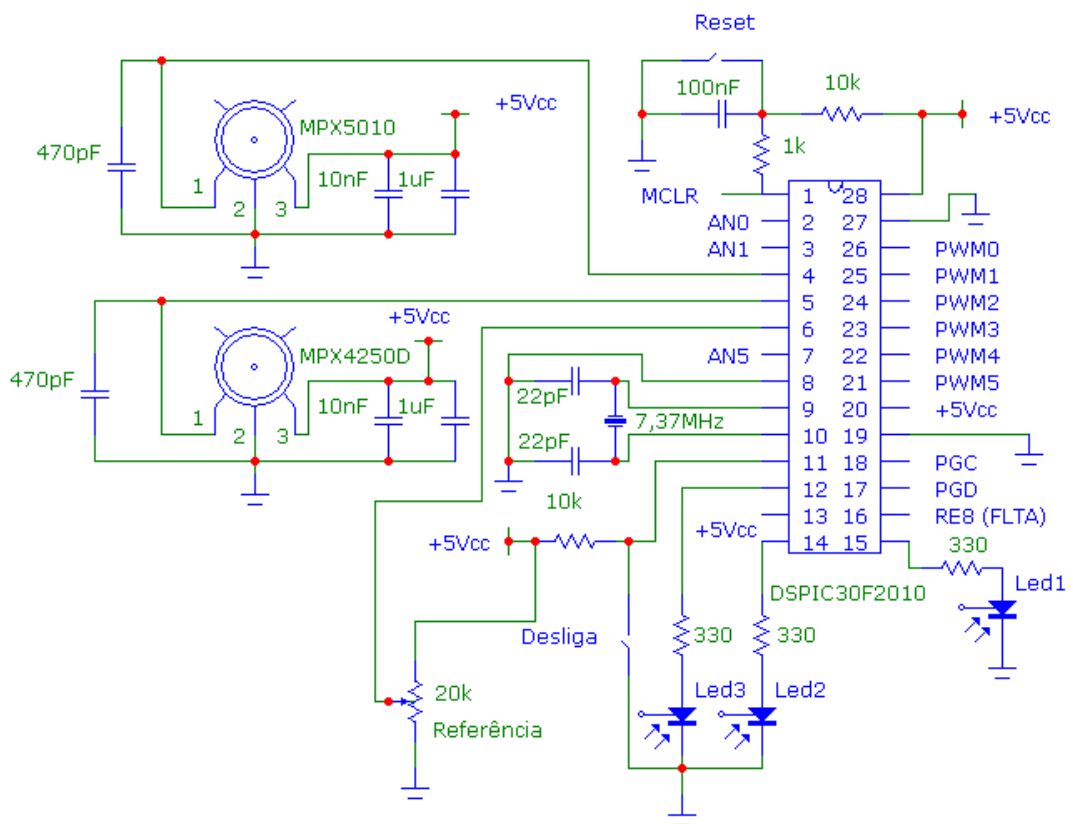 Reset
100nF
10k
+5Vcc
1k
+5Vcc
MPX5010
470pF
10nF
1uF
1
2
3
MCLR
AN0
AN1
1 28
2 27
3 26
4 25
5 24
6 23
7 22
8 21
9 20
10 19
11 18
12 17
13 16
14 15
PWM0
PWM1
PWM2
PWM3
PWM4
PWM5
+5Vcc
PGC
PGD
RE8 (FLTA)
+5Vcc
MPX4250D
470pF
10nF
1uF
1
2
3
AN5
22pF
7,37MHz
22pF
10k
+5Vcc
+5Vcc
330
Led1
DSPIC30F2010
Desliga
330
330
Led3
Led2
20k
Referência